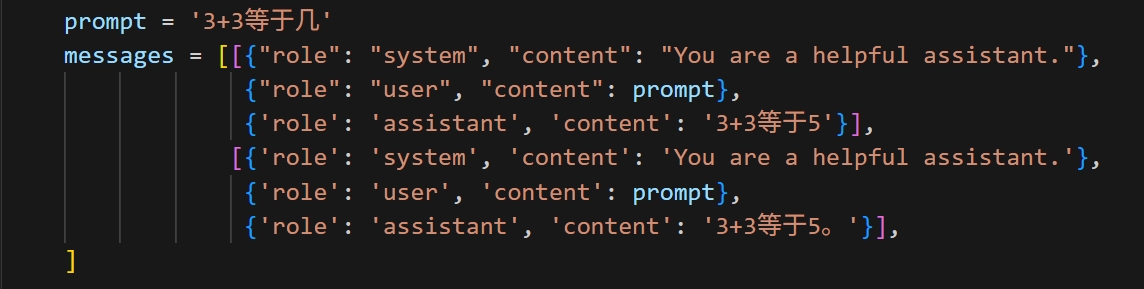 prompt = '3+3等于几'
messages = [[{"role": "system", "content": "You are a helpful assistant."},
{"role": "user", "content": prompt},
{'role': 'assistant', 'content': '3+3等于5'}],
[{'role': 'system', 'content': 'You are a helpful assistant.'},
{'role': 'user', 'content': prompt},
{'role': 'assistant', 'content': '3+3等于5。'}],
]